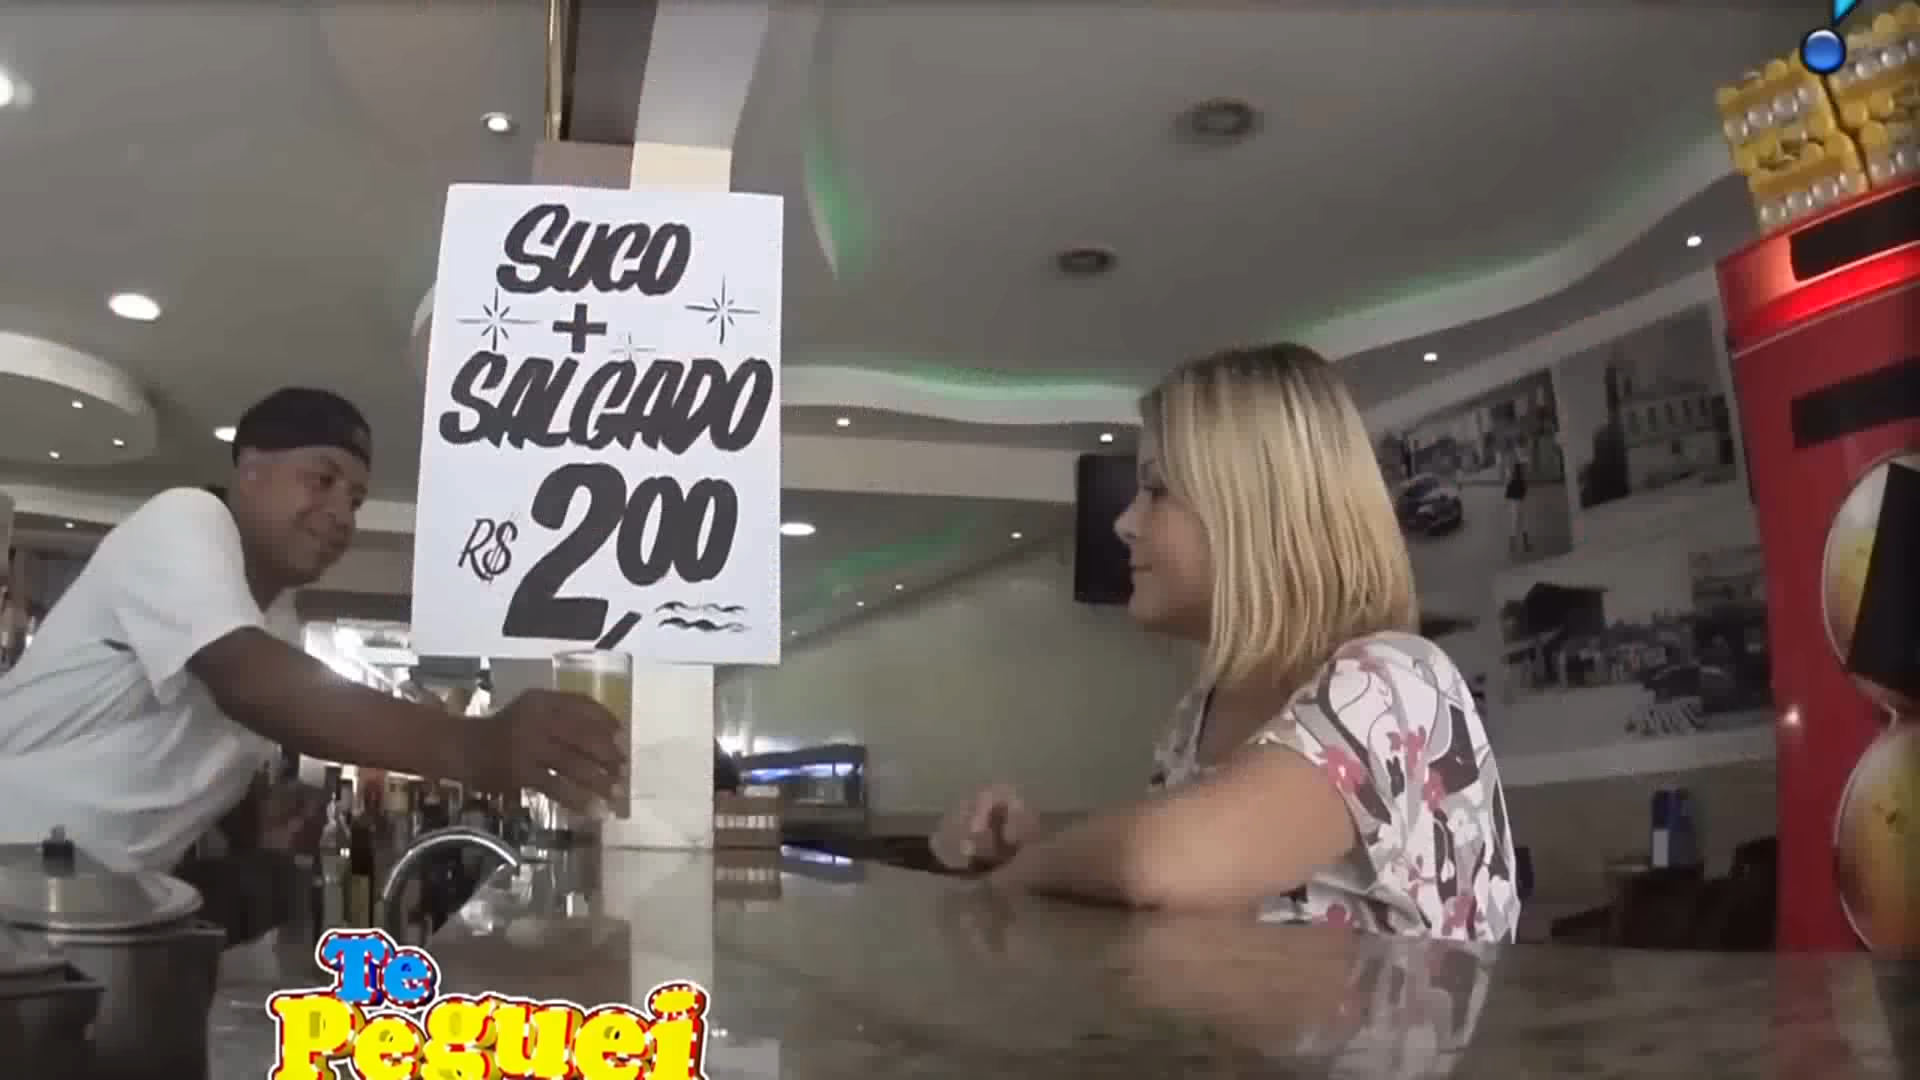 SUCO
+
SALGADO
R$ 2,00
Te
Peguei